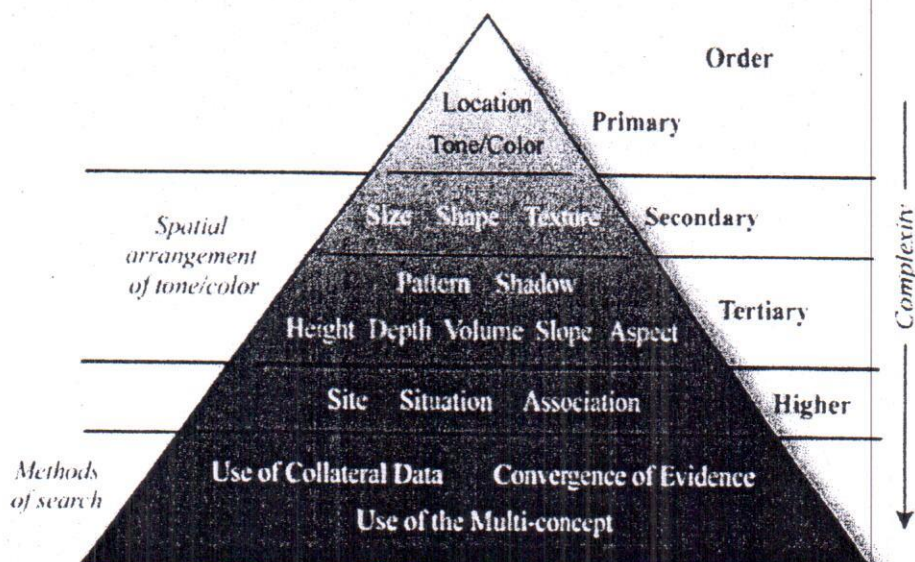 Order
Location
Primary
Tone/Color
Size Shape Texture
Secondary
Spatial
arrangement
of tone/color
Pattern Shadow
Tertiary
Height Depth Volume Slope Aspect
Complexity
Site Situation Association
Higher
Methods
of search
Use of Collateral Data Convergence of Evidence
Use of the Multi-concept